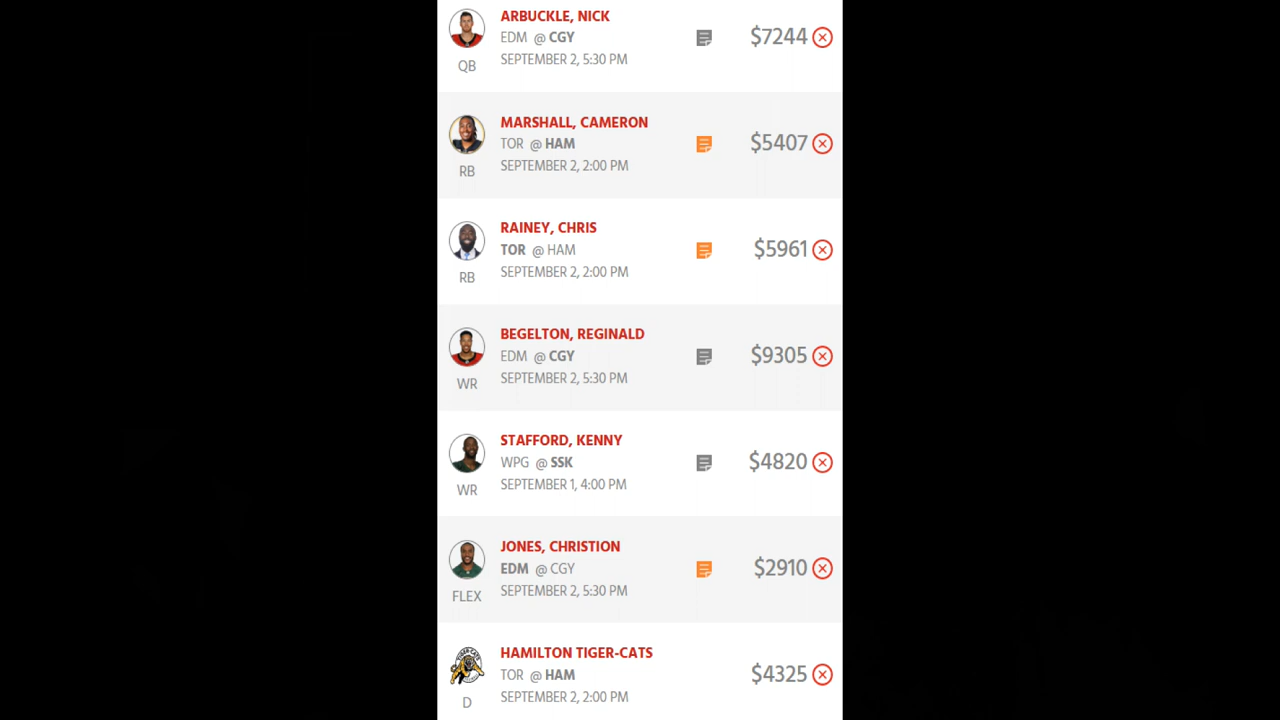 ARBUCKLE, NICK
EDM @ CGY
SEPTEMBER 2, 5:30 PM
QB
$7244
MARSHALL, CAMERON
TOR @ HAM
SEPTEMBER 2, 2:00 PM
RB
$5407
RAINEY, CHRIS
TOR @ HAM
SEPTEMBER 2, 2:00 PM
RB
$5961
BEGELTON, REGINALD
EDM @ CGY
SEPTEMBER 2, 5:30 PM
WR
$9305
STAFFORD, KENNY
WPG @ SSK
SEPTEMBER 1, 4:00 PM
WR
$4820
JONES, CHRISTION
EDM @ CGY
SEPTEMBER 2, 5:30 PM
FLEX
$2910
HAMILTON TIGER-CATS
TOR @ HAM
SEPTEMBER 2, 2:00 PM
D
$4325